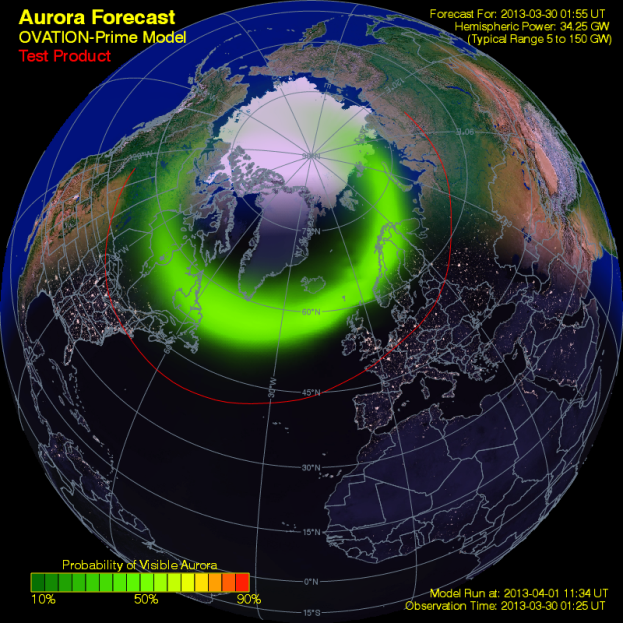 Aurora Forecast
OVATION-Prime Model
Test Product
Forecast For: 2013-03-30 01:55 UT
Hemispheric Power: 34.25 GW
(Typical Range 5 to 150 GW)
90°N
75°N
60°N
45°N
30°W
30°N
15°N
0°N
15°S
Probability of Visible Aurora
10% 50% 90%
Model Run at: 2013-04-01 11:34 UT
Observation Time: 2013-03-30 01:25 UT